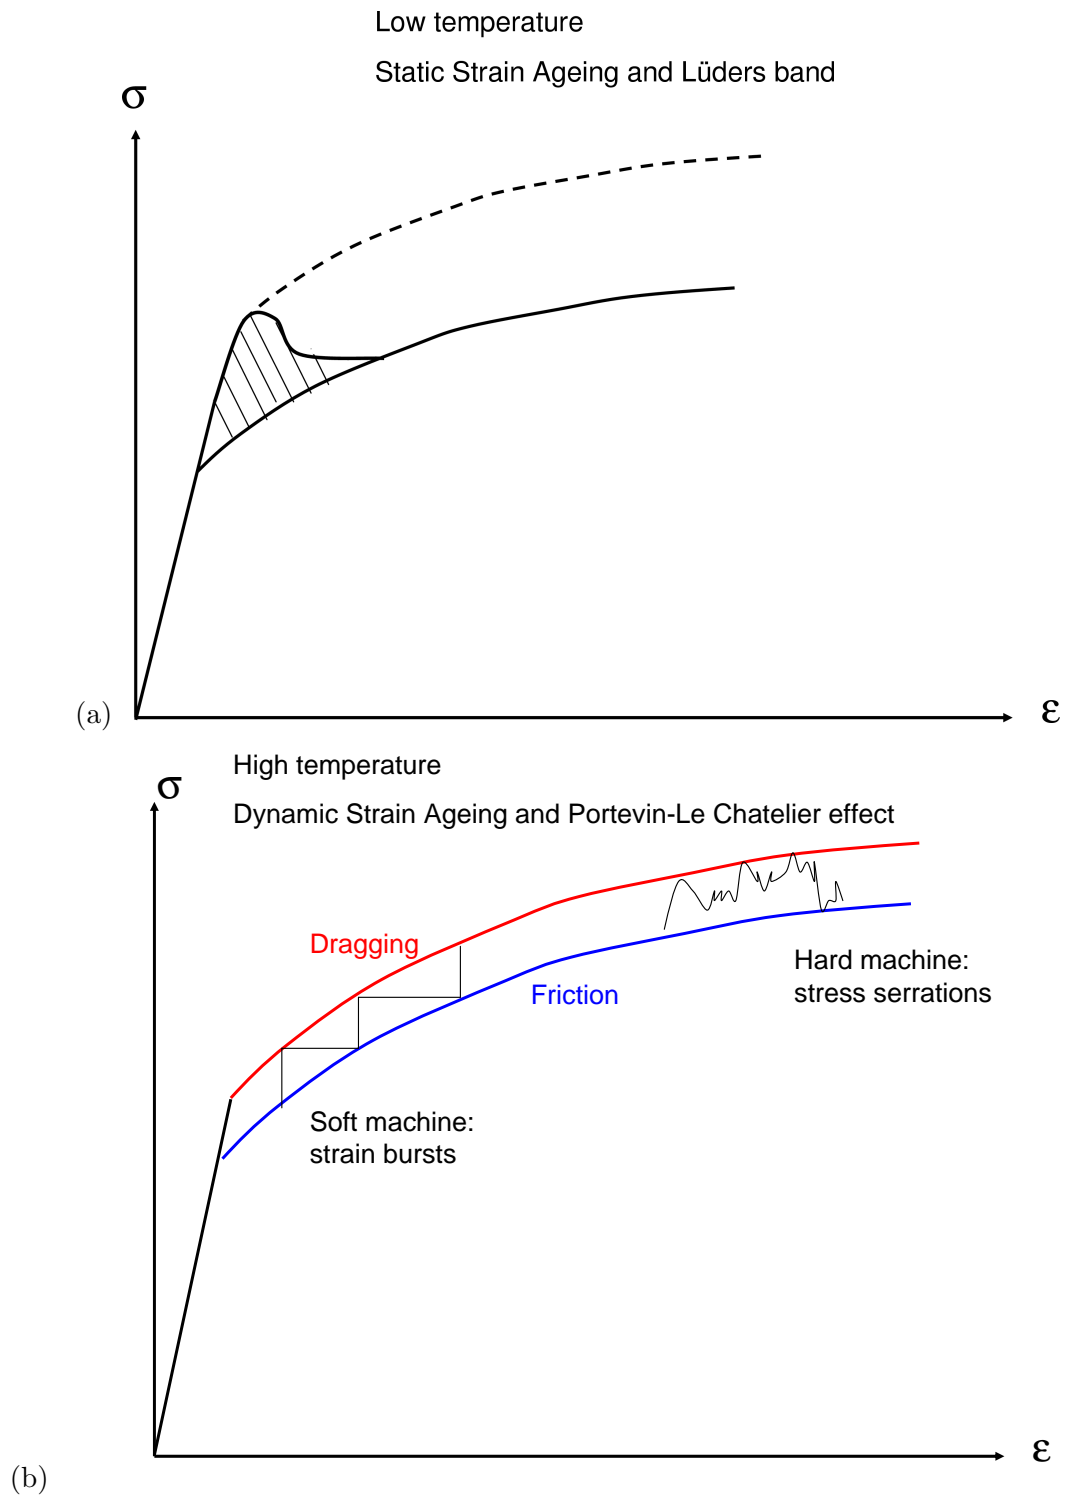 Low temperature
Static Strain Ageing and Lüders band
σ
(a)
ε
High temperature
σ
Dynamic Strain Ageing and Portevin-Le Chatelier effect
Dragging
Friction
Hard machine:
stress serrations
Soft machine:
strain bursts
ε
(b)